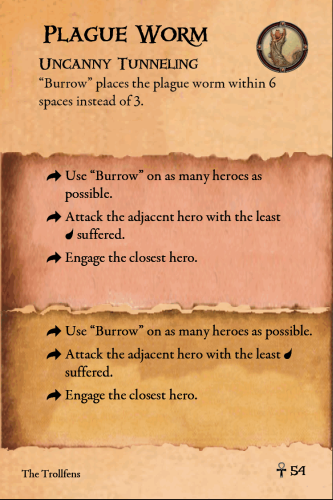 Plague Worm
Uncanny Tunneling
“Burrow” places the plague worm within 6
spaces instead of 3.
Use “Burrow” on as many heroes as
possible.
Attack the adjacent hero with the least
suffered.
Engage the closest hero.
Use “Burrow” on as many heroes as possible.
Attack the adjacent hero with the least
suffered.
Engage the closest hero.
The Trollfens
54